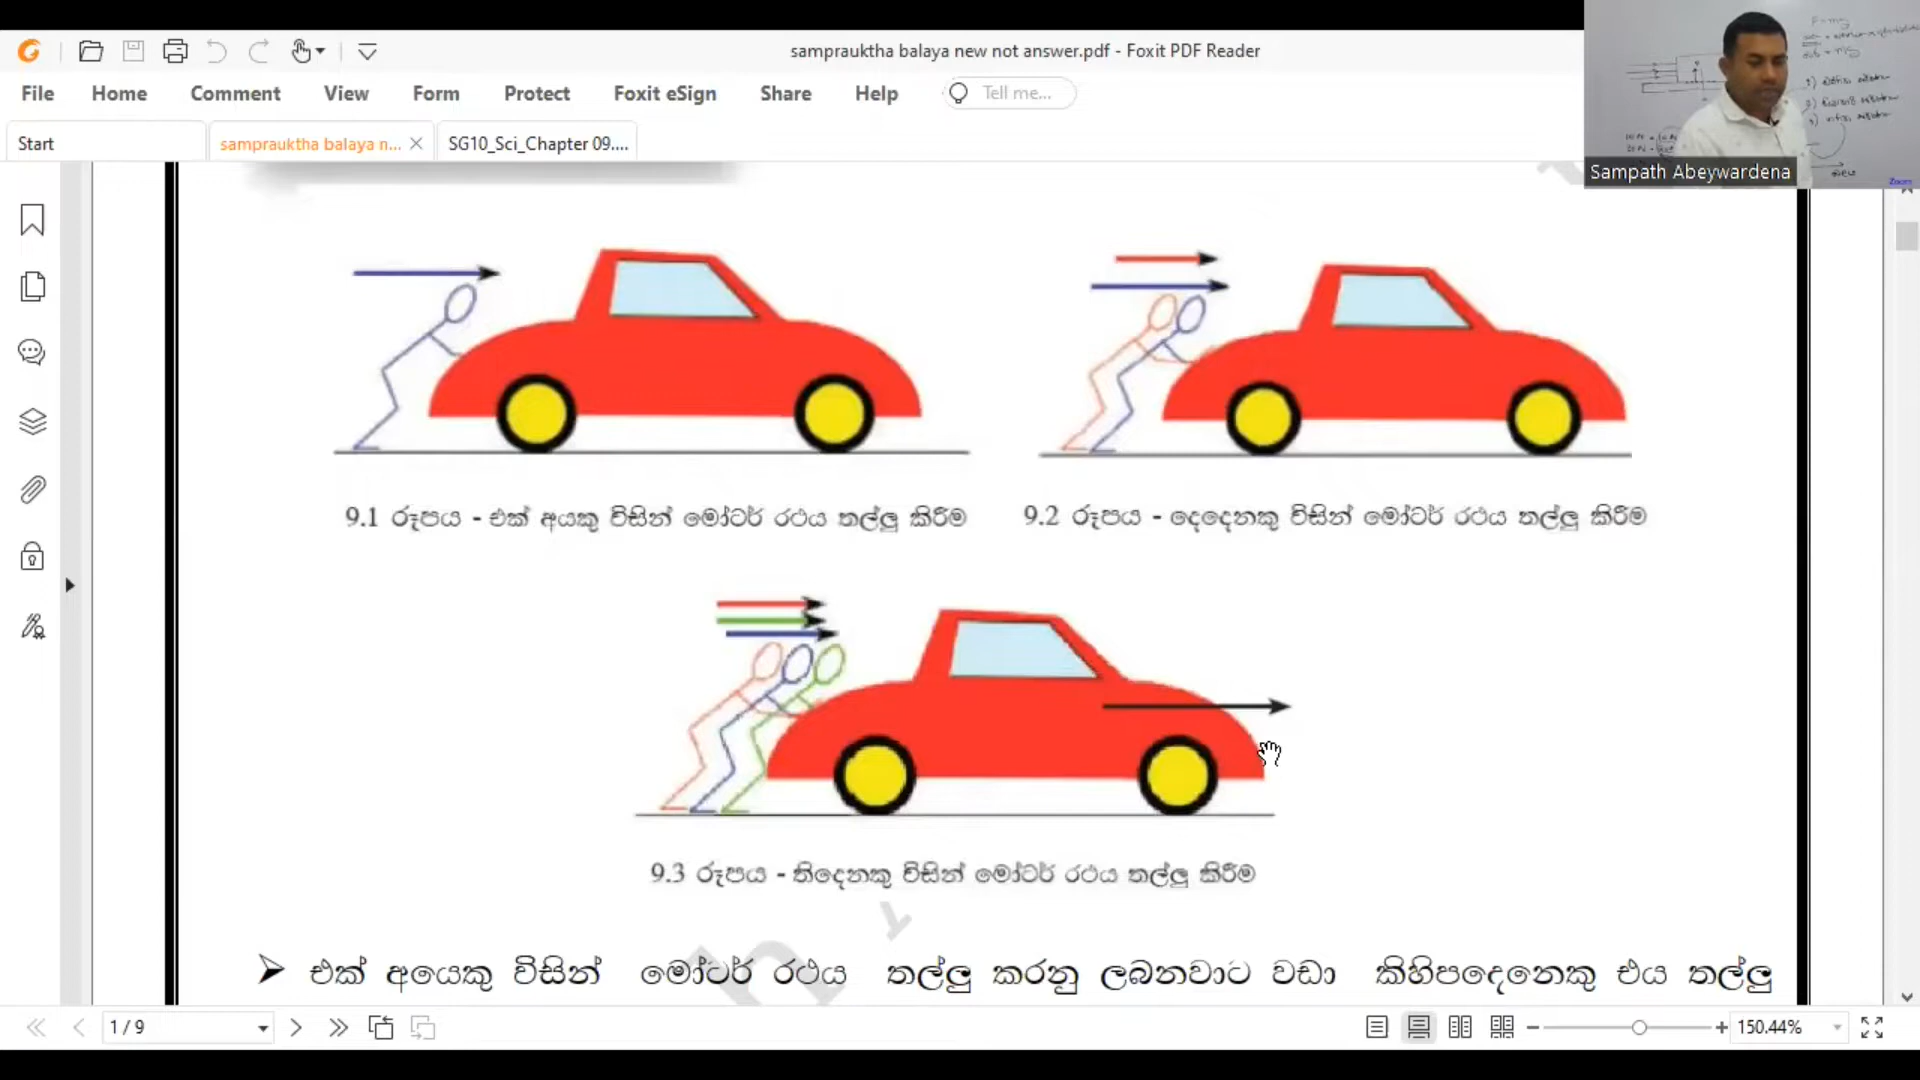 samprauktha balaya new not answer.pdf - Foxit PDF Reader
File Home Comment View Form Protect Foxit eSign Share Help Tell me...
Start samprauktha balaya n... SG10_Sci_Chapter 09....
Sampath Abeywardena
zoom
9.1 රූපය - එක් අයකු විසින් මෝටර් රථය තල්ලු කිරීම
9.2 රූපය - දෙදෙනකු විසින් මෝටර් රථය තල්ලු කිරීම
9.3 රූපය - තිදෙනකු විසින් මෝටර් රථය තල්ලු කිරීම
එක් අයෙකු විසින් මෝටර් රථය තල්ලු කරනු ලබනවාට වඩා කිහිපදෙනෙකු එය තල්ලු
1 / 9
150.44%